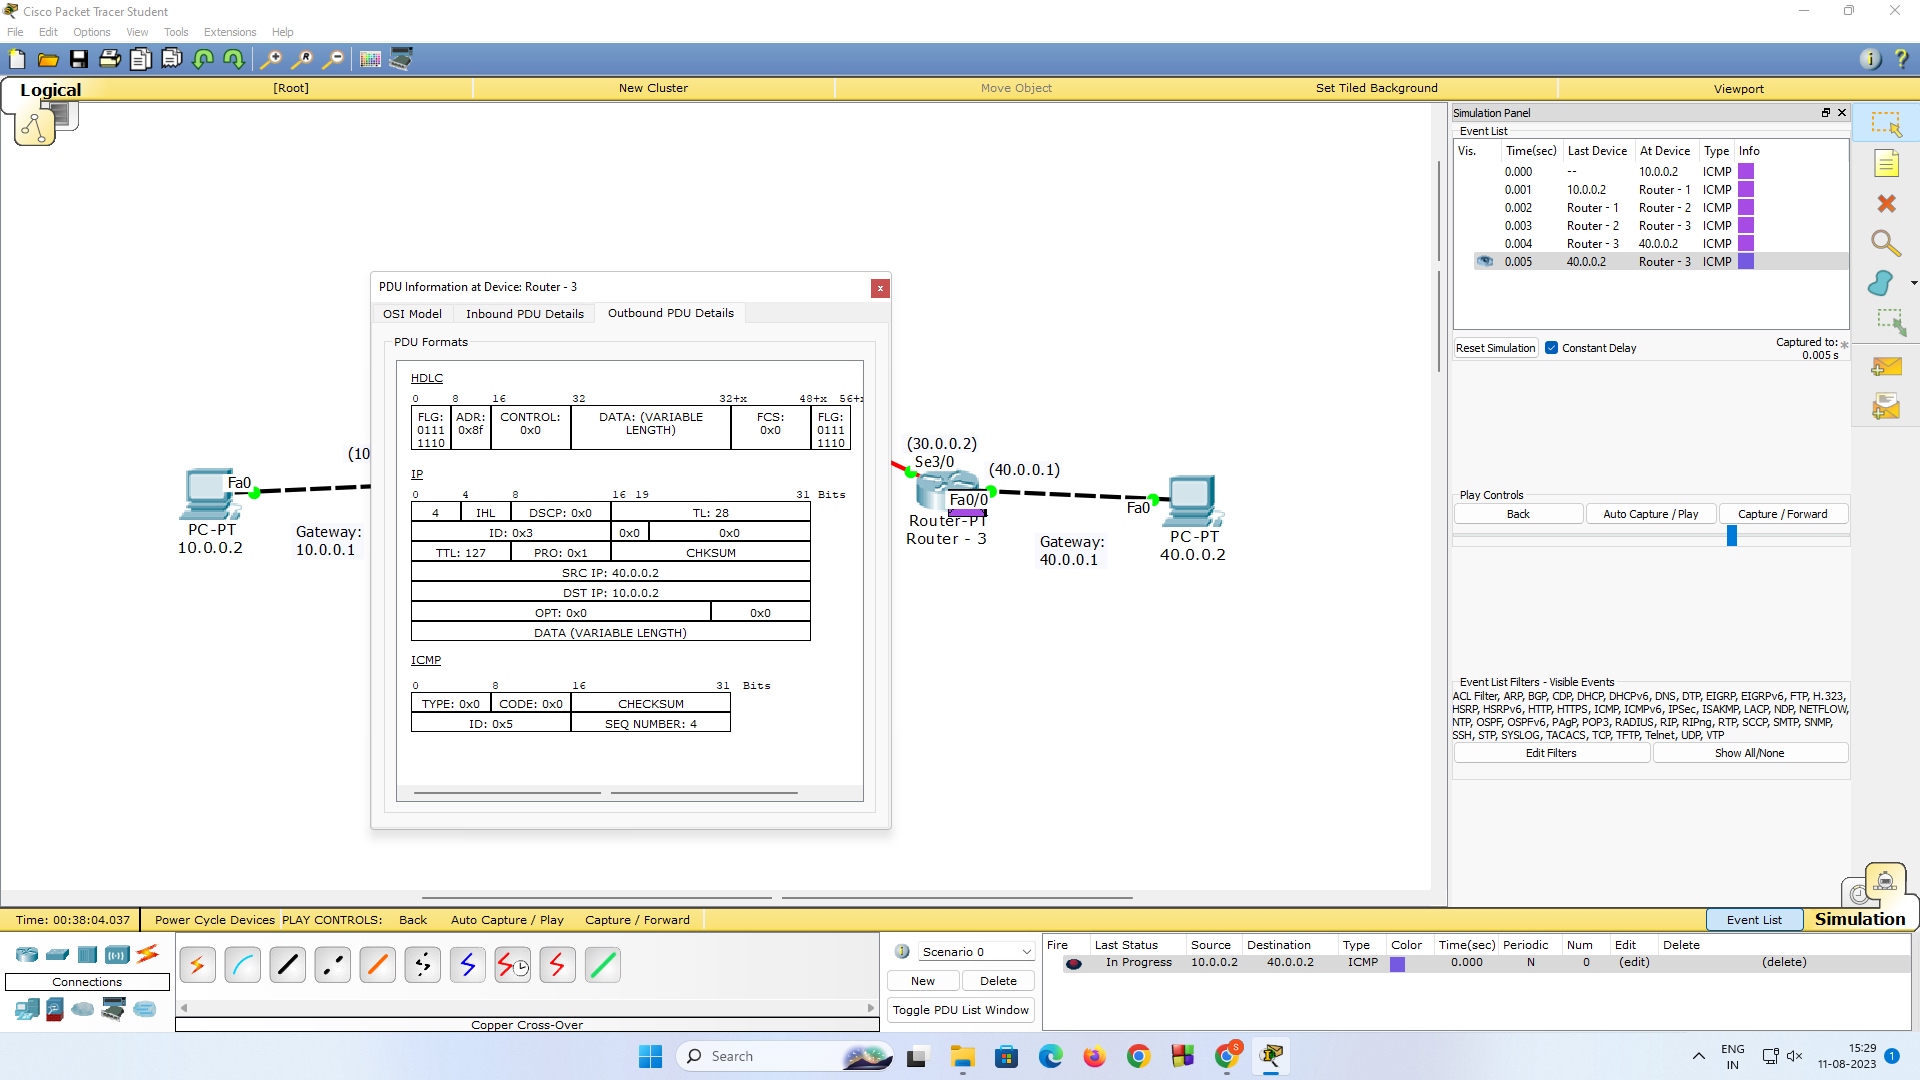 Cisco Packet Tracer Student
File Edit Options View Tools Extensions Help
Logical [Root] New Cluster Move Object Set Tiled Background Viewport
Simulation Panel
Event List
Vis. Time(sec) Last Device At Device Type Info
0.000 -- 10.0.0.2 ICMP
0.001 10.0.0.2 Router - 1 ICMP
0.002 Router - 1 Router - 2 ICMP
0.003 Router - 2 Router - 3 ICMP
0.004 Router - 3 40.0.0.2 ICMP
0.005 40.0.0.2 Router - 3 ICMP
Reset Simulation Constant Delay Captured to: *
0.005 s
Play Controls
Back Auto Capture / Play Capture / Forward
Event List Filters - Visible Events
ACL Filter, ARP, BGP, CDP, DHCP, DHCPv6, DNS, DTP, EIGRP, EIGRPv6, FTP, H.323,
HSRP, HSRPv6, HTTP, HTTPS, ICMP, ICMPv6, IPSec, ISAKMP, LACP, NDP, NETFLOW,
NTP, OSPF, OSPFv6, PAgP, POP3, RADIUS, RIP, RIPng, RTP, SCCP, SMTP, SNMP,
SSH, STP, SYSLOG, TACACS, TCP, TFTP, Telnet, UDP, VTP
Edit Filters Show All/None
PDU Information at Device: Router - 3
OSI Model Inbound PDU Details Outbound PDU Details
PDU Formats
HDLC
0 8 16 32 32+x 48+x 56+x
FLG: ADR: CONTROL: DATA: (VARIABLE FCS: FLG:
0111 0x8f 0x0 LENGTH) 0x0 0111
1110 1110
IP
0 4 8 16 19 31 Bits
4 IHL DSCP: 0x0 TL: 28
ID: 0x3 0x0 0x0
TTL: 127 PRO: 0x1 CHKSUM
SRC IP: 40.0.0.2
DST IP: 10.0.0.2
OPT: 0x0 0x0
DATA (VARIABLE LENGTH)
ICMP
0 8 16 31 Bits
TYPE: 0x0 CODE: 0x0 CHECKSUM
ID: 0x5 SEQ NUMBER: 4
(10
Fa0
PC-PT
10.0.0.2
Gateway:
10.0.0.1
(30.0.0.2)
Se3/0
(40.0.0.1)
Fa0/0
Router-PT
Router - 3
Gateway:
40.0.0.1
Fa0
PC-PT
40.0.0.2
Time: 00:38:04.037 Power Cycle Devices PLAY CONTROLS: Back Auto Capture / Play Capture / Forward Event List Simulation
Connections
Copper Cross-Over
Scenario 0
New Delete
Toggle PDU List Window
Fire Last Status Source Destination Type Color Time(sec) Periodic Num Edit Delete
In Progress 10.0.0.2 40.0.0.2 ICMP 0.000 N 0 (edit) (delete)
Search
S
ENG
IN
15:29
11-08-2023
1